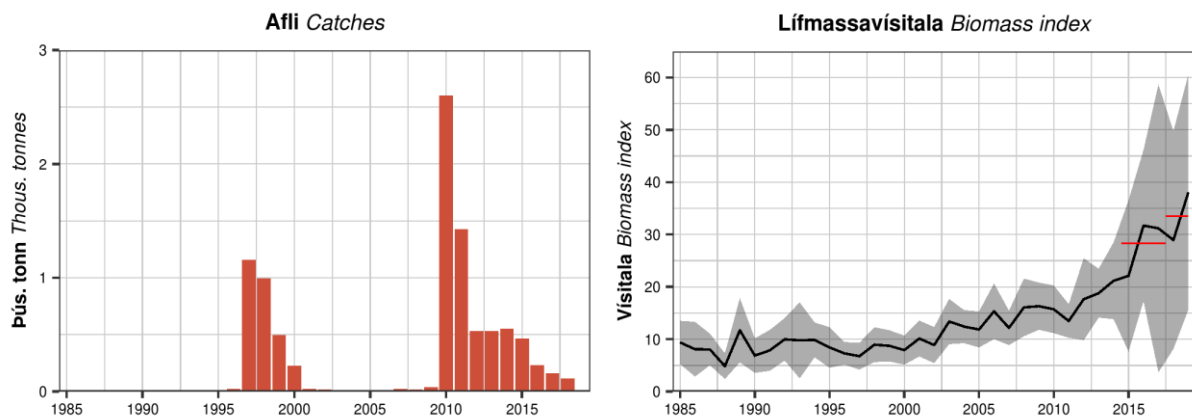 Afli Catches
Þús. tonn Thous. tonnes
3
2
1
0
1985 1990 1995 2000 2005 2010 2015
Lífmassavísitala Biomass index
Vísitala Biomass index
60
50
40
30
20
10
0
1985 1990 1995 2000 2005 2010 2015